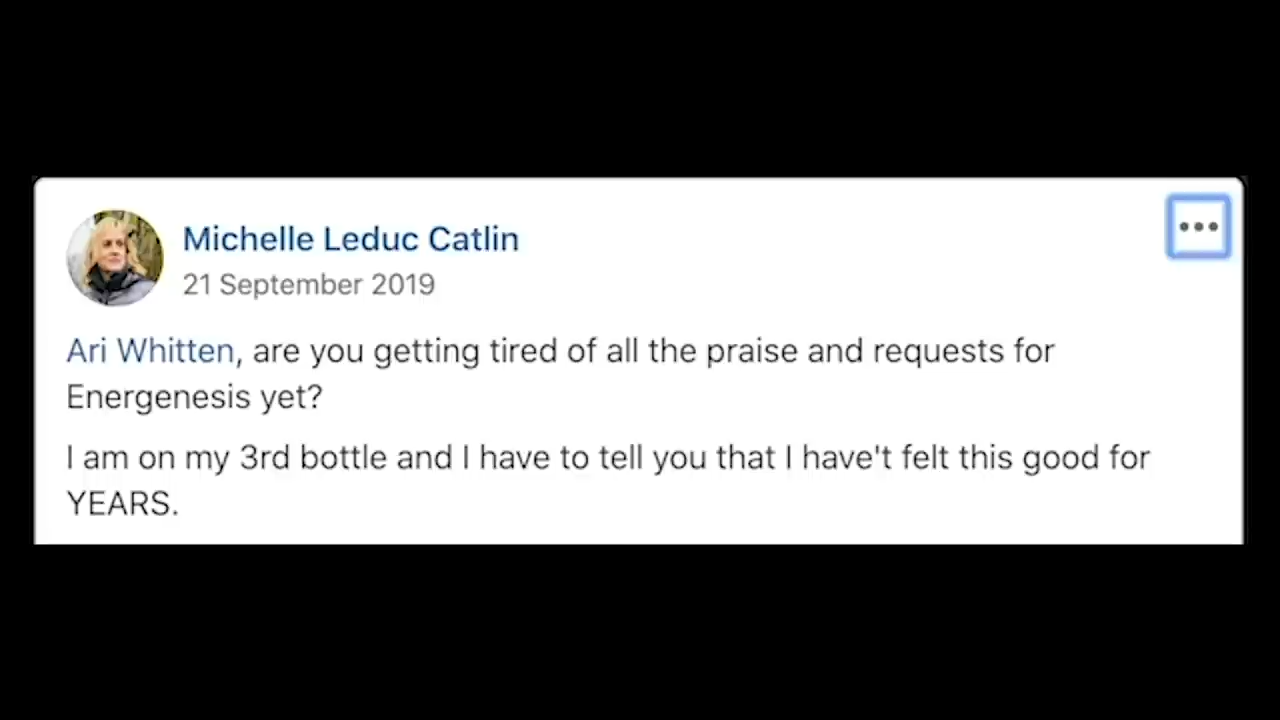 Michelle Leduc Catlin
21 September 2019
Ari Whitten, are you getting tired of all the praise and requests for
Energenesis yet?
I am on my 3rd bottle and I have to tell you that I have't felt this good for
YEARS.